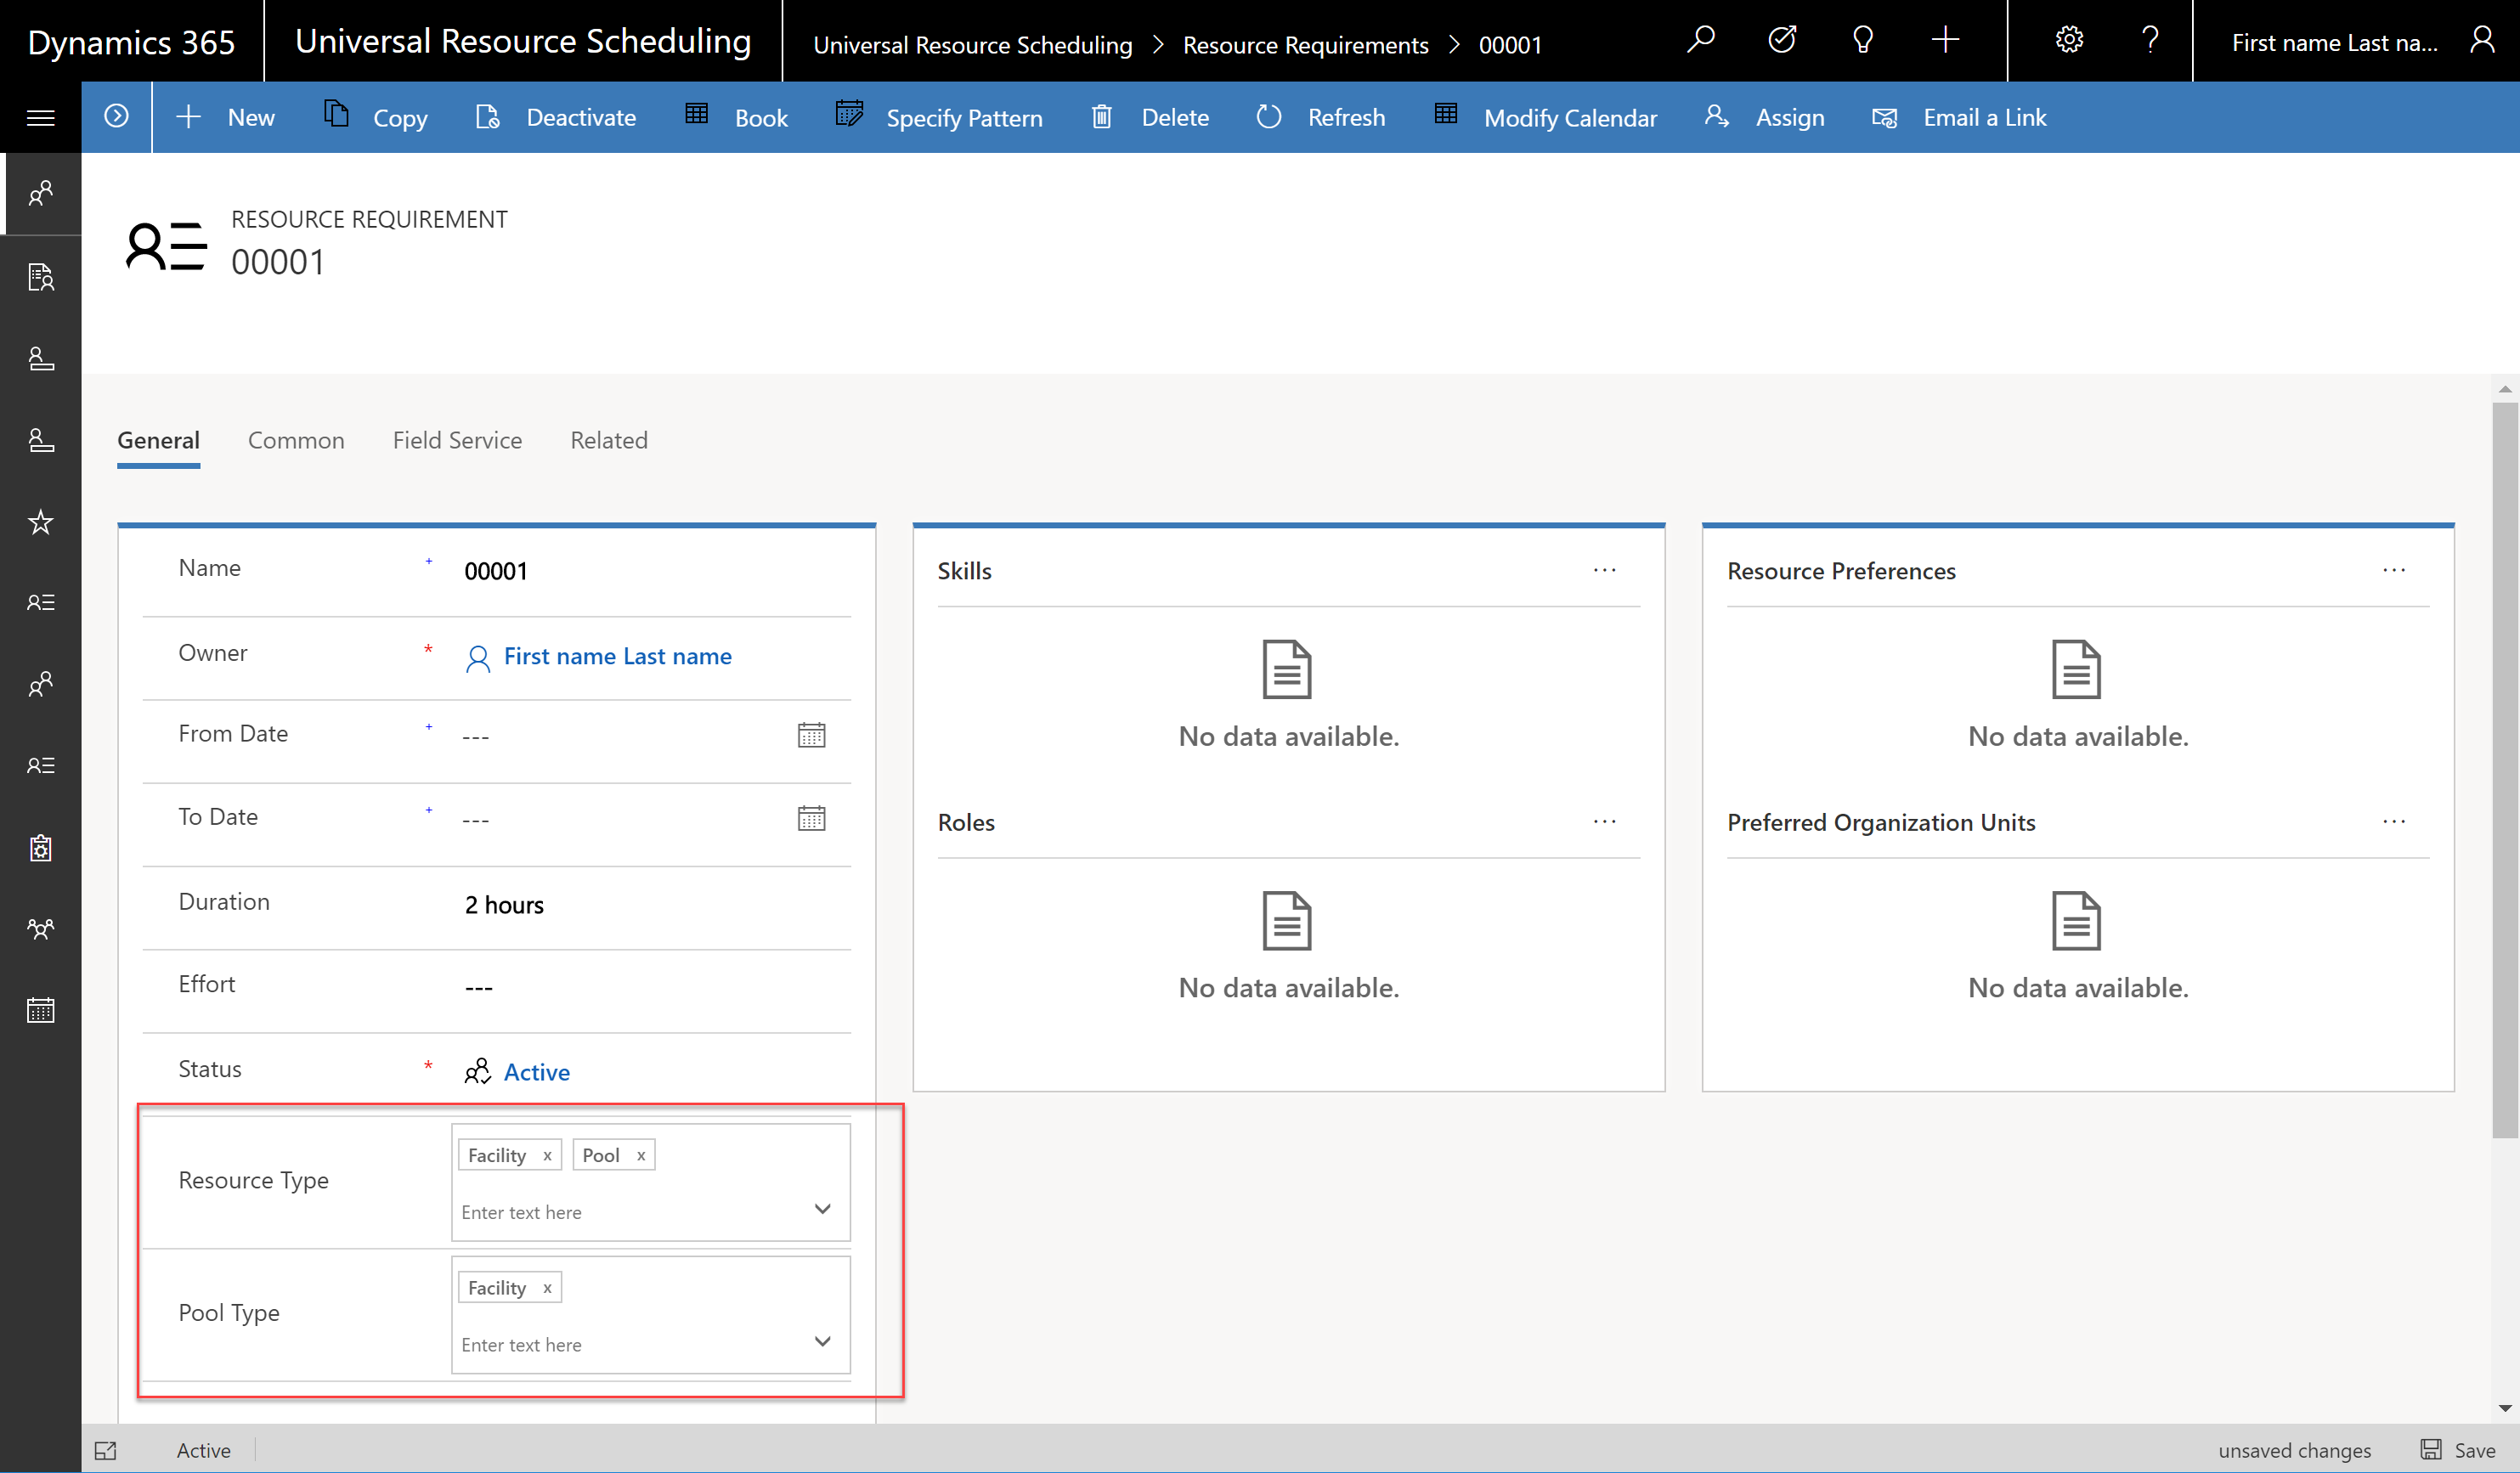 Dynamics 365
Universal Resource Scheduling
Universal Resource Scheduling > Resource Requirements > 00001
First name Last na...
New
Copy
Deactivate
Book
Specify Pattern
Delete
Refresh
Modify Calendar
Assign
Email a Link
RESOURCE REQUIREMENT
00001
General
Common
Field Service
Related
Name + 00001
Owner * First name Last name
From Date + ---
To Date + ---
Duration 2 hours
Effort ---
Status * Active
Resource Type
Facility x Pool x
Enter text here
Pool Type
Facility x
Enter text here
Skills ...
No data available.
Roles ...
No data available.
Resource Preferences ...
No data available.
Preferred Organization Units ...
No data available.
Active
unsaved changes
Save